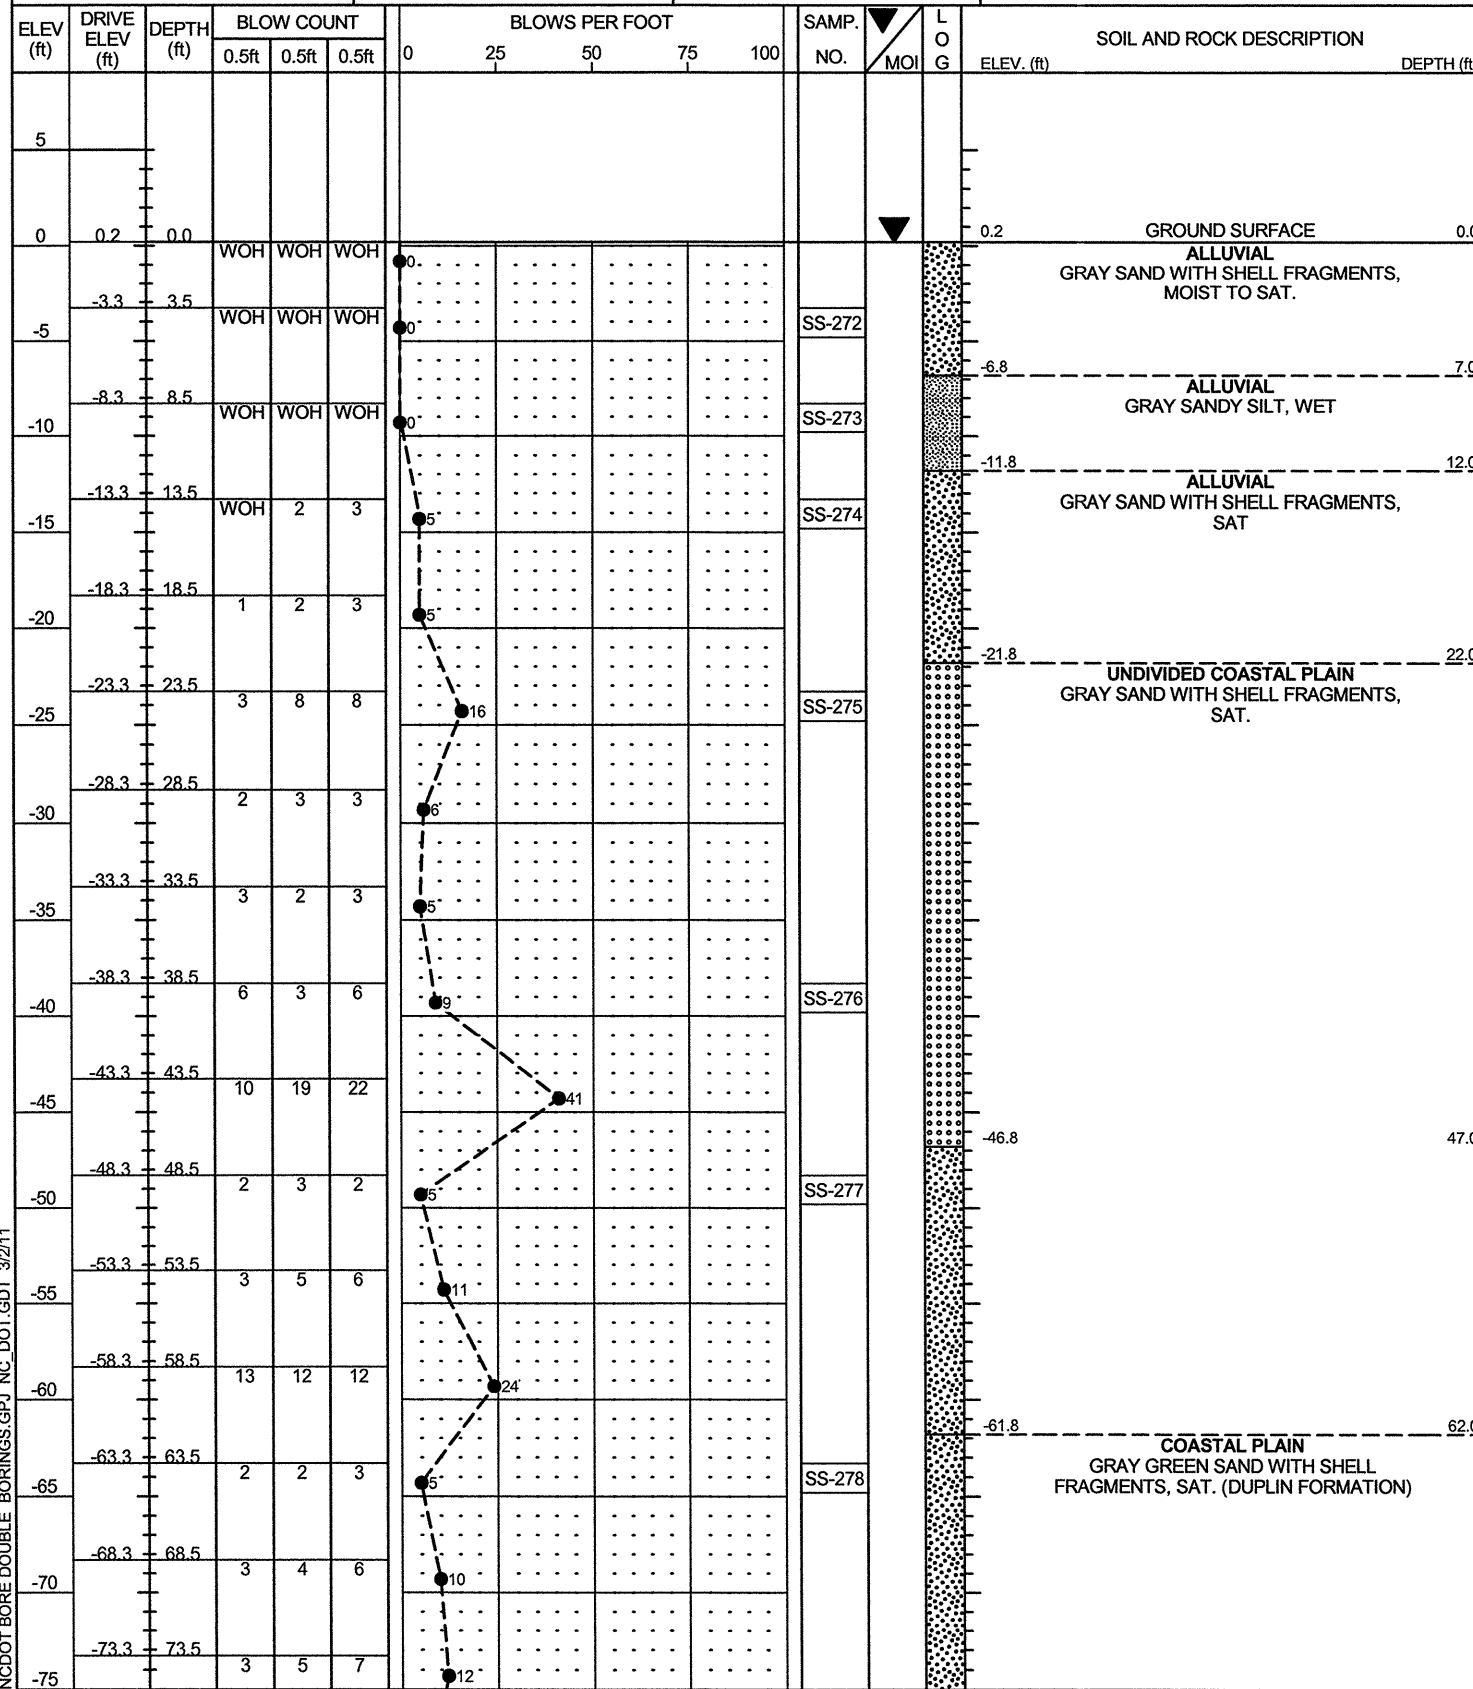 ELEV (ft) DRIVE ELEV (ft) DEPTH (ft) BLOW COUNT BLOWS PER FOOT SAMP. NO. MOI LOG SOIL AND ROCK DESCRIPTION
0.5ft 0.5ft 0.5ft 0 25 50 75 100 ELEV. (ft) DEPTH (ft
5
0 0.2 0.0 0.2 GROUND SURFACE 0.0
WOH WOH WOH 0 ALLUVIAL
GRAY SAND WITH SHELL FRAGMENTS,
MOIST TO SAT.
-3.3 3.5 WOH WOH WOH 0 SS-272
-5
-6.8 7.0
ALLUVIAL
GRAY SANDY SILT, WET
-8.3 8.5 WOH WOH WOH 0 SS-273
-10
-11.8 12.0
ALLUVIAL
GRAY SAND WITH SHELL FRAGMENTS,
SAT
-13.3 13.5 WOH 2 3 5 SS-274
-15
-18.3 18.5 1 2 3 5
-20
-21.8 22.0
UNDIVIDED COASTAL PLAIN
GRAY SAND WITH SHELL FRAGMENTS,
SAT.
-23.3 23.5 3 8 8 16 SS-275
-25
-28.3 28.5 2 3 3 6
-30
-33.3 33.5 3 2 3 5
-35
-38.3 38.5 6 3 6 9 SS-276
-40
-43.3 43.5 10 19 22 41
-45
-46.8 47.0
-48.3 48.5 2 3 2 5 SS-277
-50
-53.3 53.5 3 5 6 11
-55
-58.3 58.5 13 12 12 24
-60
-61.8 62.0
COASTAL PLAIN
GRAY GREEN SAND WITH SHELL
FRAGMENTS, SAT. (DUPLIN FORMATION)
-63.3 63.5 2 2 3 5 SS-278
-65
-68.3 68.5 3 4 6 10
-70
-73.3 73.5 3 5 7 12
-75
NCDOT BORE DOUBLE BORINGS.GPJ NC_DOT.GDT 3/2/11